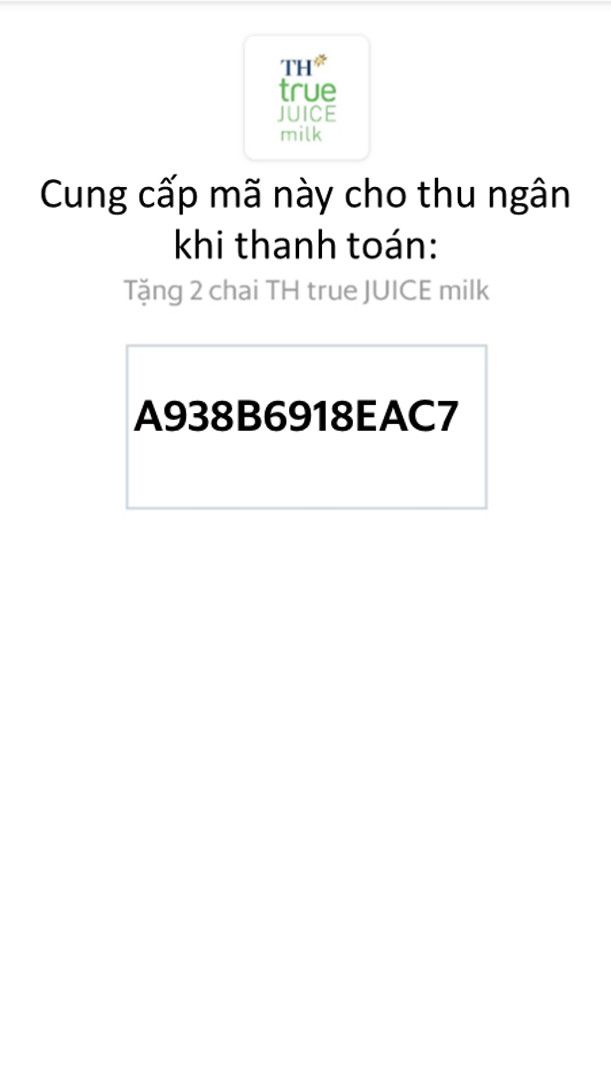 TH
true
JUICE
milk
Cung cấp mã này cho thu ngân
khi thanh toán:
Tặng 2 chai TH true JUICE milk
A938B6918EAC7